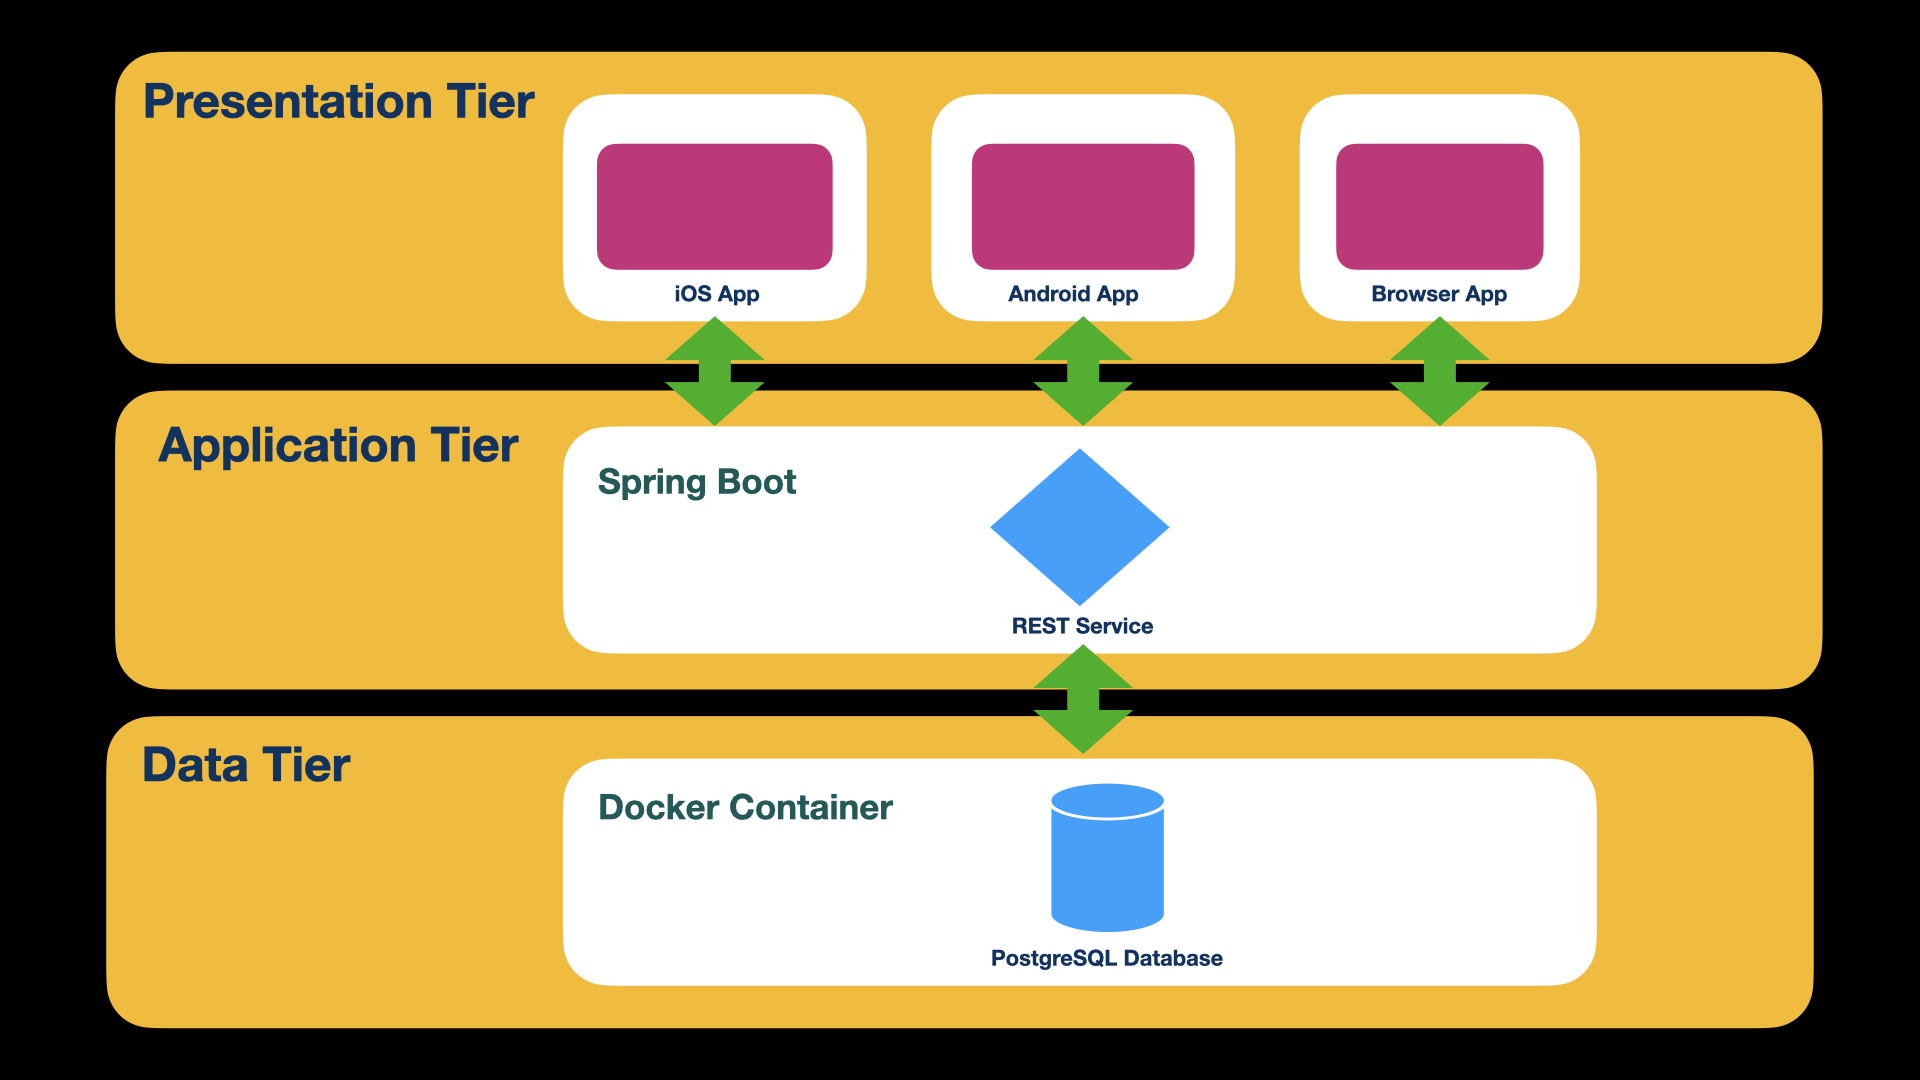 Presentation Tier
iOS App
Android App
Browser App
Application Tier
Spring Boot
REST Service
Data Tier
Docker Container
PostgreSQL Database